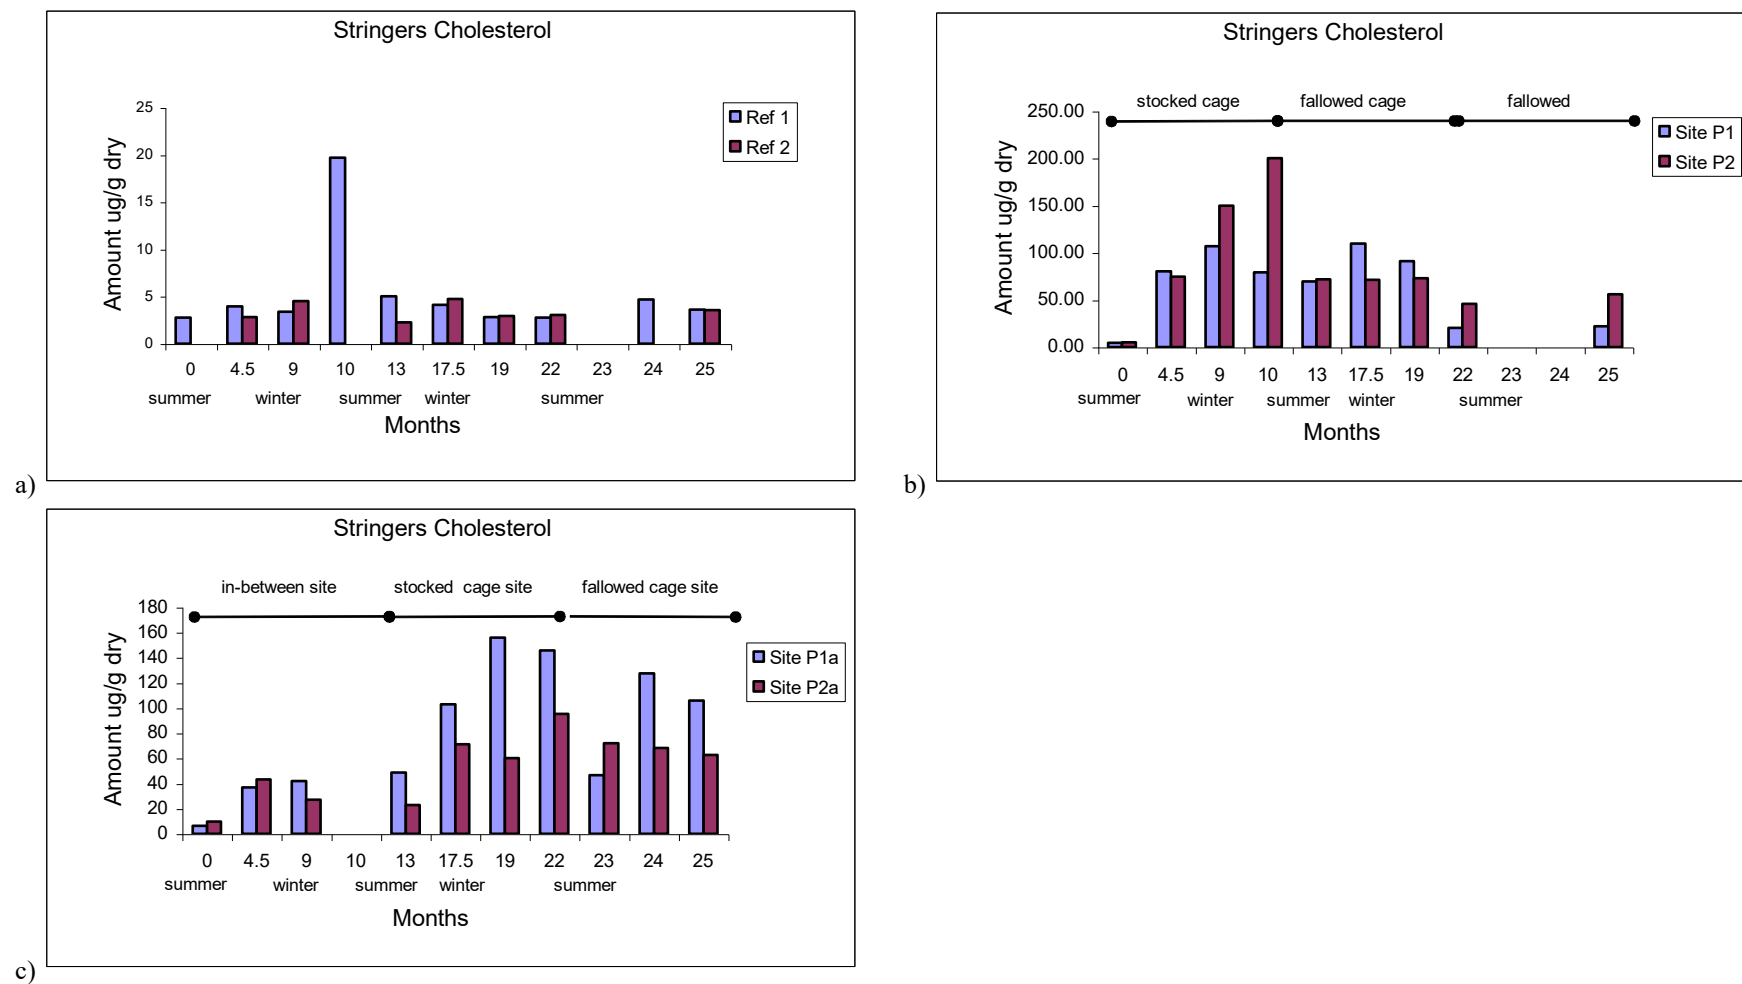 Stringers Cholesterol
25
20
15
10
5
0
Amount ug/g dry
Ref 1
Ref 2
0 4.5 9 10 13 17.5 19 22 23 24 25
summer winter summer winter summer
Months
a)
Stringers Cholesterol
stocked cage fallowed cage fallowed
250.00
200.00
150.00
100.00
50.00
0.00
Amount ug/g dry
Site P1
Site P2
0 4.5 9 10 13 17.5 19 22 23 24 25
summer winter summer winter summer
Months
b)
Stringers Cholesterol
in-between site stocked cage site fallowed cage site
180
160
140
120
100
80
60
40
20
0
Amount ug/g dry
Site P1a
Site P2a
0 4.5 9 10 13 17.5 19 22 23 24 25
summer winter summer winter summer
Months
c)